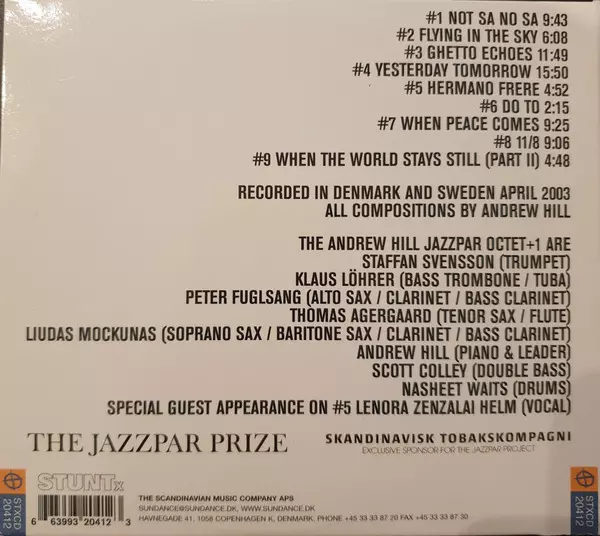 #1 NOT SA NO SA 9:43
#2 FLYING IN THE SKY 6:08
#3 GHETTO ECHOES 11:49
#4 YESTERDAY TOMORROW 15:50
#5 HERMANO FRERE 4:52
#6 DO TO 2:15
#7 WHEN PEACE COMES 9:25
#8 11/8 9:06
#9 WHEN THE WORLD STAYS STILL (PART II) 4:48
RECORDED IN DENMARK AND SWEDEN APRIL 2003
ALL COMPOSITIONS BY ANDREW HILL
THE ANDREW HILL JAZZPAR OCTET+1 ARE
STAFFAN SVENSSON (TRUMPET)
KLAUS LÖHRER (BASS TROMBONE / TUBA)
PETER FUGLSANG (ALTO SAX / CLARINET / BASS CLARINET)
THOMAS AGERGAARD (TENOR SAX / FLUTE)
LIUDAS MOCKUNAS (SOPRANO SAX / BARITONE SAX / CLARINET / BASS CLARINET)
ANDREW HILL (PIANO & LEADER)
SCOTT COLLEY (DOUBLE BASS)
NASHEET WAITS (DRUMS)
SPECIAL GUEST APPEARANCE ON #5 LENORA ZENZALAI HELM (VOCAL)
THE JAZZPAR PRIZE
SKANDINAVISK TOBAKSKOMPAGNI
EXCLUSIVE SPONSOR FOR THE JAZZPAR PROJECT
STUNTx
6 63993 20412 3
THE SCANDINAVIAN MUSIC COMPANY APS
SUNDANCE@SUNDANCE.DK, WWW.SUNDANCE.DK
HAVNEGADE 41, 1058 COPENHAGEN K, DENMARK. PHONE +45 33 33 87 20 FAX +45 33 33 87 30
STXCD 20412
STXCD 20412